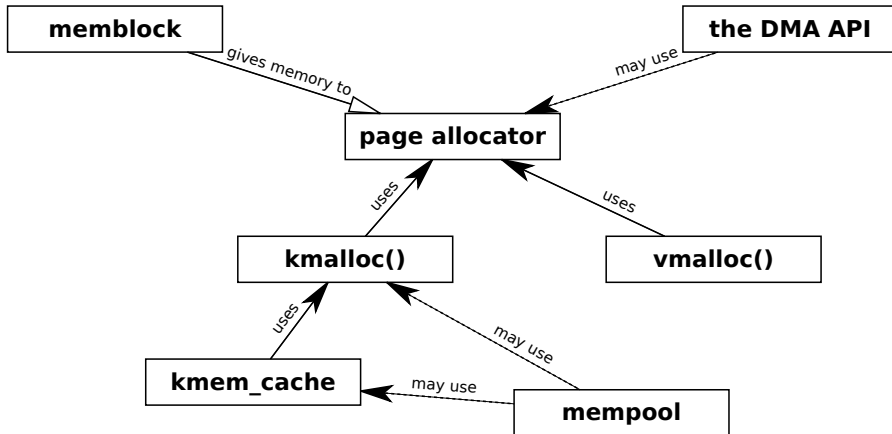 memblock
the DMA API
gives memory to
may use
page allocator
uses
uses
kmalloc()
vmalloc()
uses
may use
kmem_cache
may use
mempool